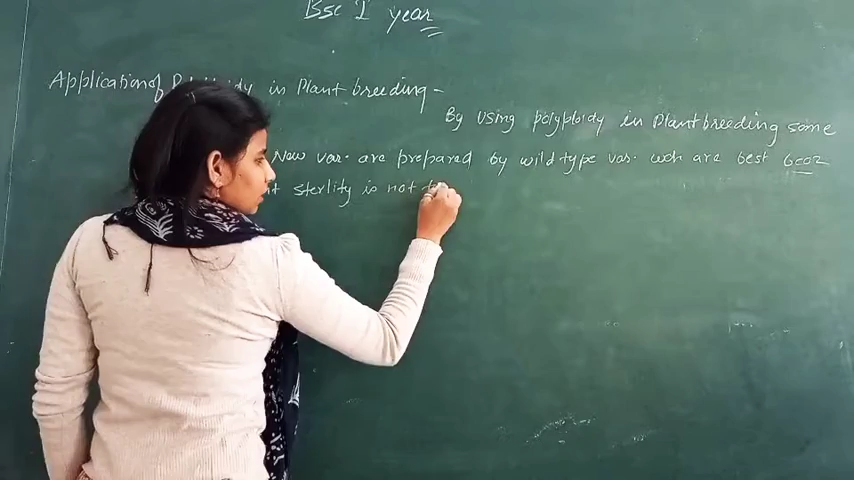 Bsc I year
Application of in Plant breeding -
By using polyploidy in Plant breeding some
New var. are prepared by wild type var. wch are best becoz
sterlity is not